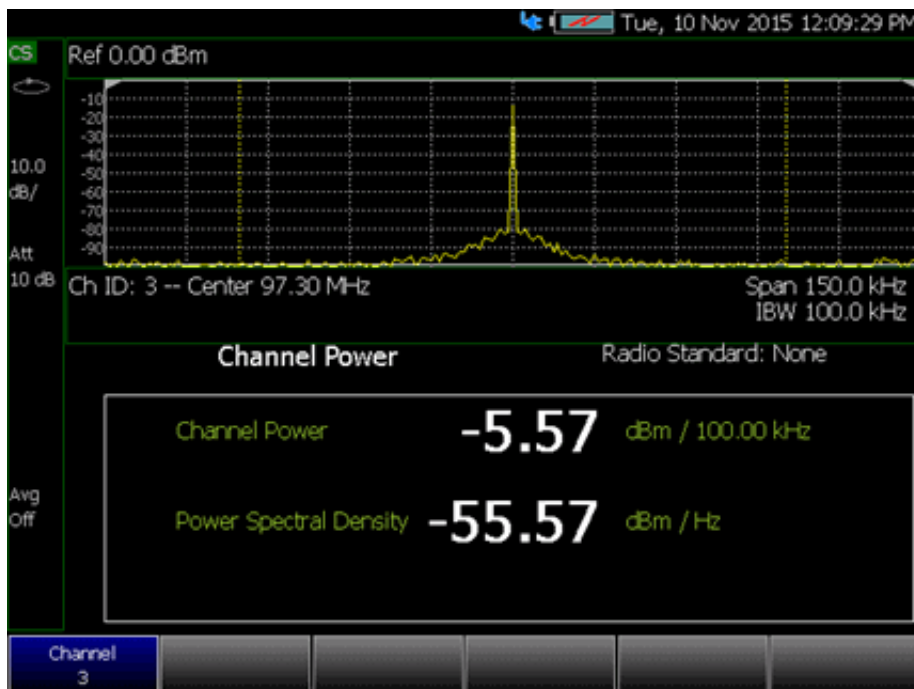 Tue, 10 Nov 2015 12:09:29 PM
CS
Ref 0.00 dBm
-10
-20
-30
-40
-50
-60
-70
-80
-90
10.0
dB/
Att
10 dB
Ch ID: 3 -- Center 97.30 MHz
Span 150.0 kHz
IBW 100.0 kHz
Channel Power
Radio Standard: None
Channel Power -5.57 dBm / 100.00 kHz
Avg
Off
Power Spectral Density -55.57 dBm / Hz
Channel
3